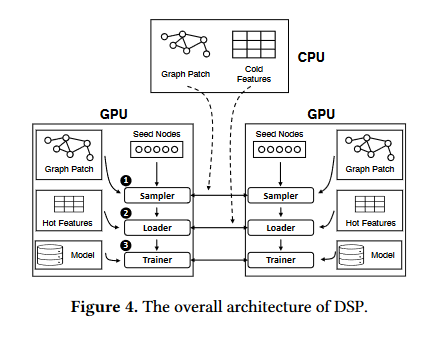 CPU
Graph Patch
Cold
Features
GPU
GPU
Seed Nodes
Seed Nodes
Graph Patch
Graph Patch
1
Sampler
Sampler
Hot Features
2
Loader
Loader
Hot Features
Model
3
Trainer
Trainer
Model
Figure 4. The overall architecture of DSP.